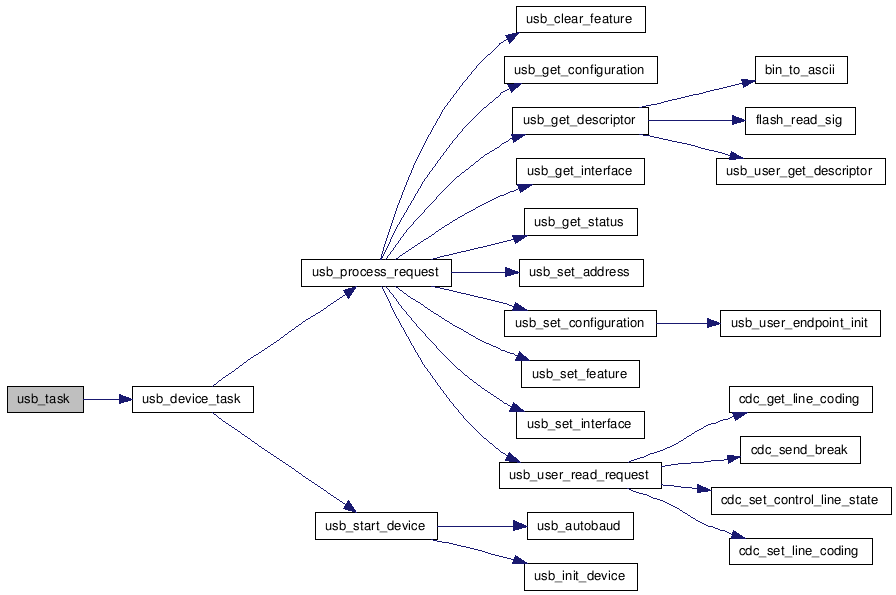 usb_clear_feature
usb_get_configuration
bin_to_ascii
usb_get_descriptor
flash_read_sig
usb_get_interface
usb_user_get_descriptor
usb_get_status
usb_process_request
usb_set_address
usb_set_configuration
usb_user_endpoint_init
usb_set_feature
usb_task
usb_device_task
cdc_get_line_coding
usb_set_interface
cdc_send_break
usb_user_read_request
cdc_set_control_line_state
usb_start_device
usb_autobaud
cdc_set_line_coding
usb_init_device